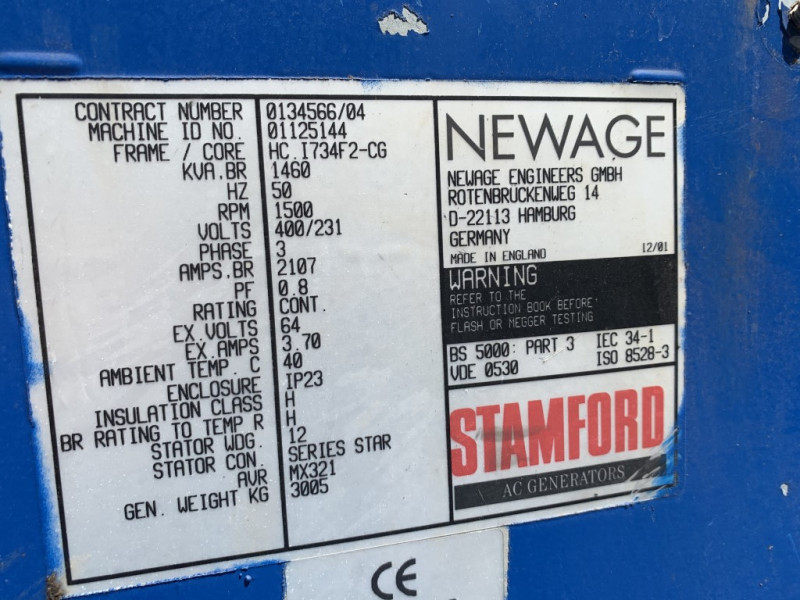 CONTRACT NUMBER 0134566/04
MACHINE ID NO. 01125144
FRAME / CORE HC.I734F2-CG
KVA.BR 1460
HZ 50
RPM 1500
VOLTS 400/231
PHASE 3
AMPS.BR 2107
PF 0.8
RATING CONT.
EX.VOLTS 64
EX.AMPS 3.70
AMBIENT TEMP. C 40
ENCLOSURE IP23
INSULATION CLASS H
BR RATING TO TEMP R H
STATOR WDG. 12
STATOR CON. SERIES STAR
AVR MX321
GEN. WEIGHT KG 3005
NEWAGE
NEWAGE ENGINEERS GMBH
ROTENBRUCKENWEG 14
D-22113 HAMBURG
GERMANY
MADE IN ENGLAND 12/01
WARNING
REFER TO THE
INSTRUCTION BOOK BEFORE
FLASH OR MEGGER TESTING
BS 5000: PART 3 IEC 34-1
VDE 0530 ISO 8528-3
STAMFORD
AC GENERATORS
CE